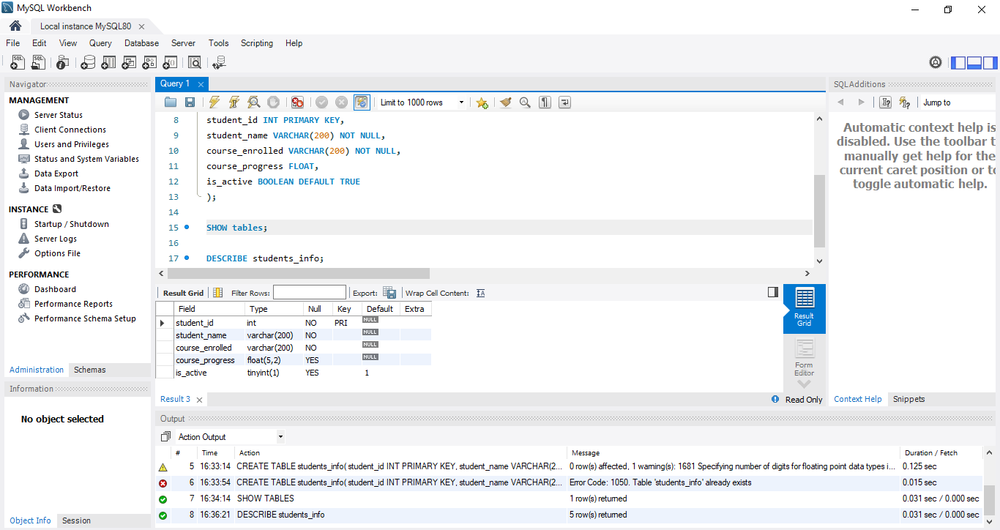 MySQL Workbench
Local instance MySQL80
File Edit View Query Database Server Tools Scripting Help
Navigator
MANAGEMENT
Server Status
Client Connections
Users and Privileges
Status and System Variables
Data Export
Data Import/Restore
INSTANCE
Startup / Shutdown
Server Logs
Options File
PERFORMANCE
Dashboard
Performance Reports
Performance Schema Setup
Administration Schemas
Information
No object selected
Object Info Session
Query 1
Limit to 1000 rows
8 student_id INT PRIMARY KEY,
9 student_name VARCHAR(200) NOT NULL,
10 course_enrolled VARCHAR(200) NOT NULL,
11 course_progress FLOAT,
12 is_active BOOLEAN DEFAULT TRUE
13 );
14
15 SHOW tables;
16
17 DESCRIBE students_info;
Result Grid Filter Rows: Export: Wrap Cell Content:
Field Type Null Key Default Extra
student_id int NO PRI NULL
student_name varchar(200) NO NULL
course_enrolled varchar(200) NO NULL
course_progress float(5,2) YES NULL
is_active tinyint(1) YES 1
Result
Grid
Form
Editor
Result 3
Read Only
SQLAdditions
Jump to
Automatic context help is
disabled. Use the toolbar t
manually get help for the
current caret position or to
toggle automatic help.
Context Help Snippets
Output
Action Output
# Time Action Message Duration / Fetch
5 16:33:14 CREATE TABLE students_info( student_id INT PRIMARY KEY, student_name VARCHAR(2... 0 row(s) affected, 1 warning(s): 1681 Specifying number of digits for floating point data types i... 0.125 sec
6 16:33:54 CREATE TABLE students_info( student_id INT PRIMARY KEY, student_name VARCHAR(2... Error Code: 1050. Table 'students_info' already exists 0.015 sec
7 16:34:14 SHOW TABLES 1 row(s) returned 0.031 sec / 0.000 sec
8 16:36:21 DESCRIBE students_info 5 row(s) returned 0.031 sec / 0.000 sec